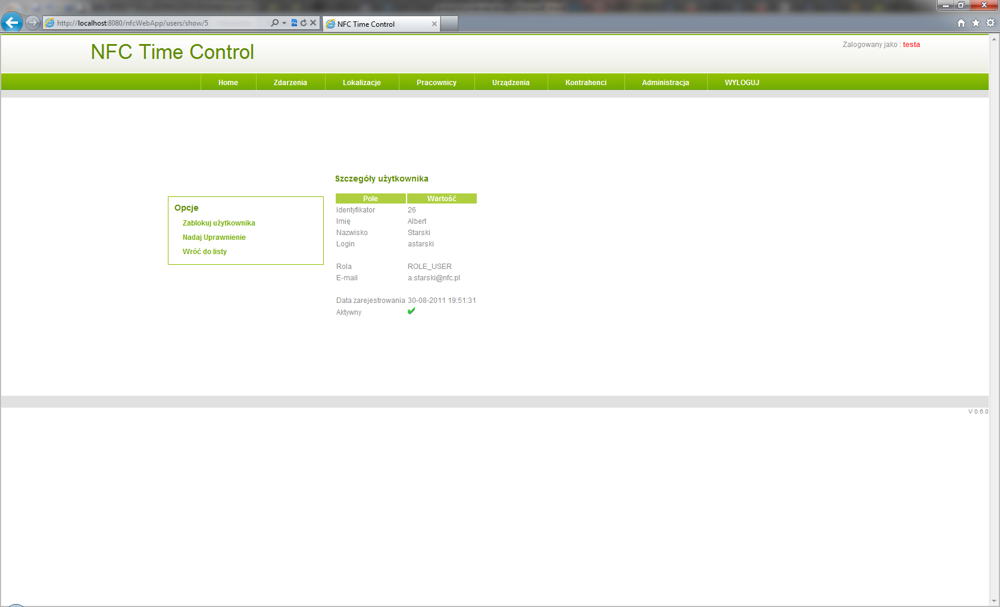 http://localhost:8080/nfcWebApp/users/show/5
NFC Time Control
NFC Time Control
Zalogowany jako : testa
Home Zdarzenia Lokalizacje Pracownicy Urządzenia Kontrahenci Administracja WYLOGUJ
Opcje
Zablokuj użytkownika
Nadaj Uprawnienie
Wróć do listy
Szczegóły użytkownika
Pole Wartość
Identyfikator 26
Imię Albert
Nazwisko Starski
Login astarski
Rola ROLE_USER
E-mail a.starski@nfc.pl
Data zarejestrowania 30-08-2011 19:51:31
Aktywny
V 0.6.0